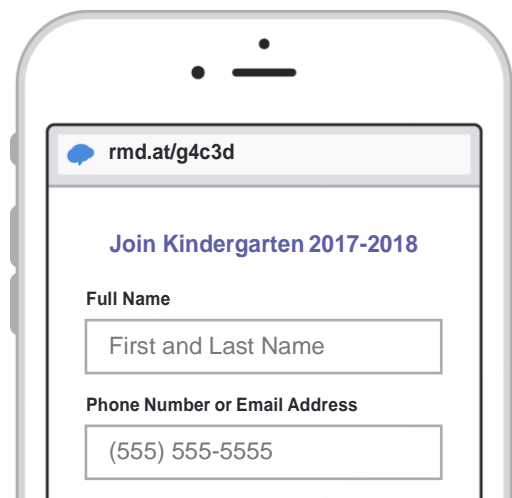 rmd.at/g4c3d
Join Kindergarten 2017-2018
Full Name
First and Last Name
Phone Number or Email Address
(555) 555-5555